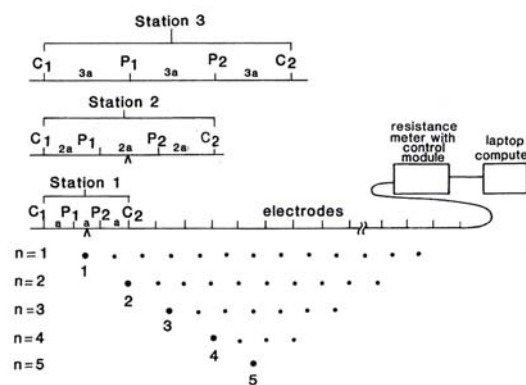 Station 3
C1 P1 P2 C2
3a 3a 3a
Station 2
C1 P1 P2 C2
2a 2a 2a
Station 1
C1 P1 P2 C2
a a a
resistance
meter with
control
module
laptop
compute
electrodes
n=1
1
n=2
2
n=3
3
n=4
4
n=5
5